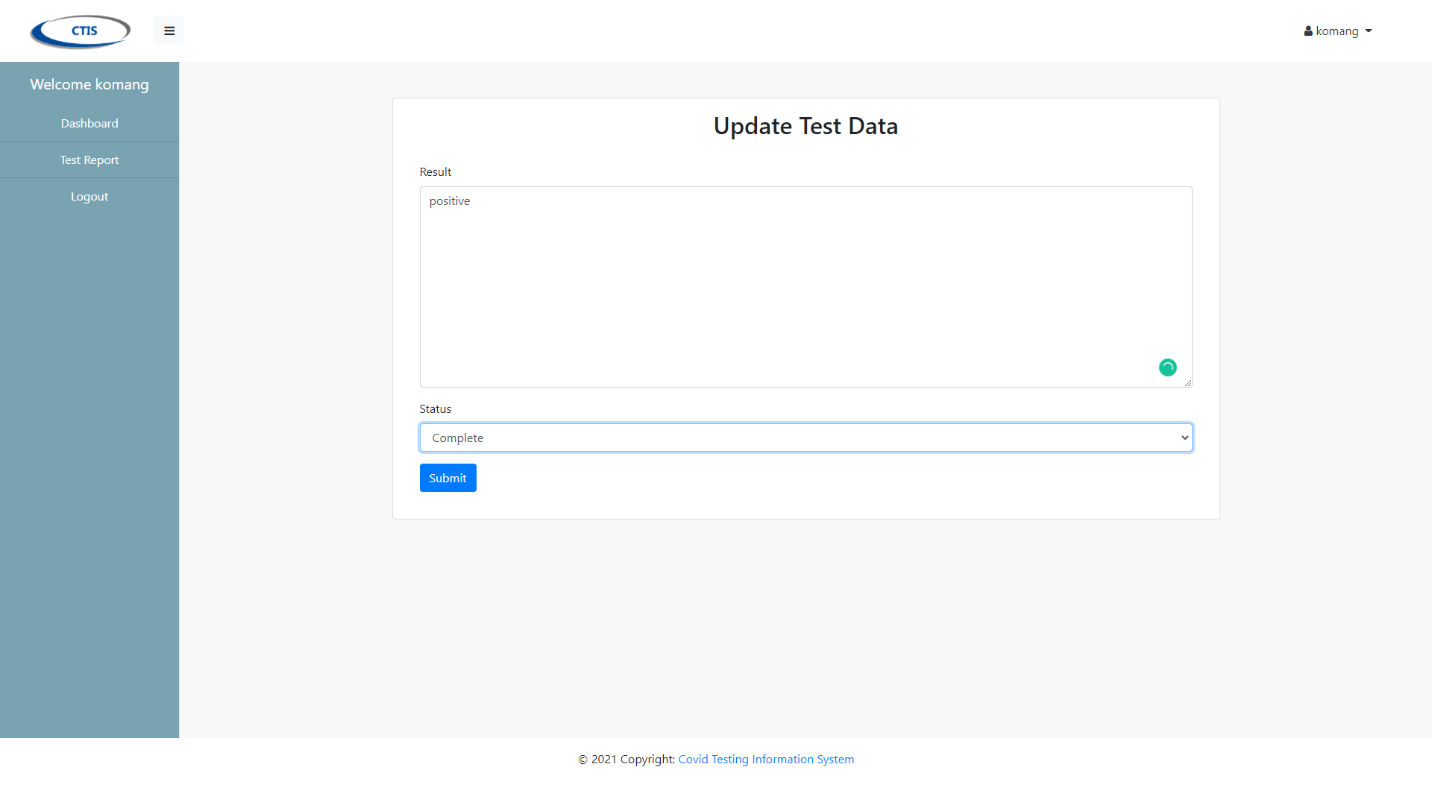 CTIS
komang
Welcome komang
Dashboard
Test Report
Logout
Update Test Data
Result
positive
Status
Complete
Submit
© 2021 Copyright: Covid Testing Information System